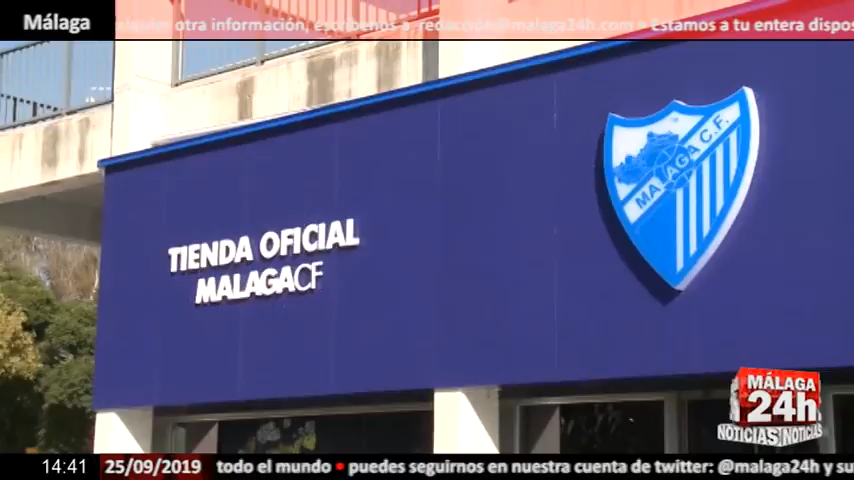 Málaga
otra información, escríbenos a redaccion@malaga24h.com • Estamos a tu entera dispos
MALAGA C.F.
TIENDA OFICIAL
MALAGACF
MÁLAGA
24h
NOTICIAS NOTICIAS
14:41 25/09/2019 todo el mundo • puedes seguirnos en nuestra cuenta de twitter: @malaga24h y su